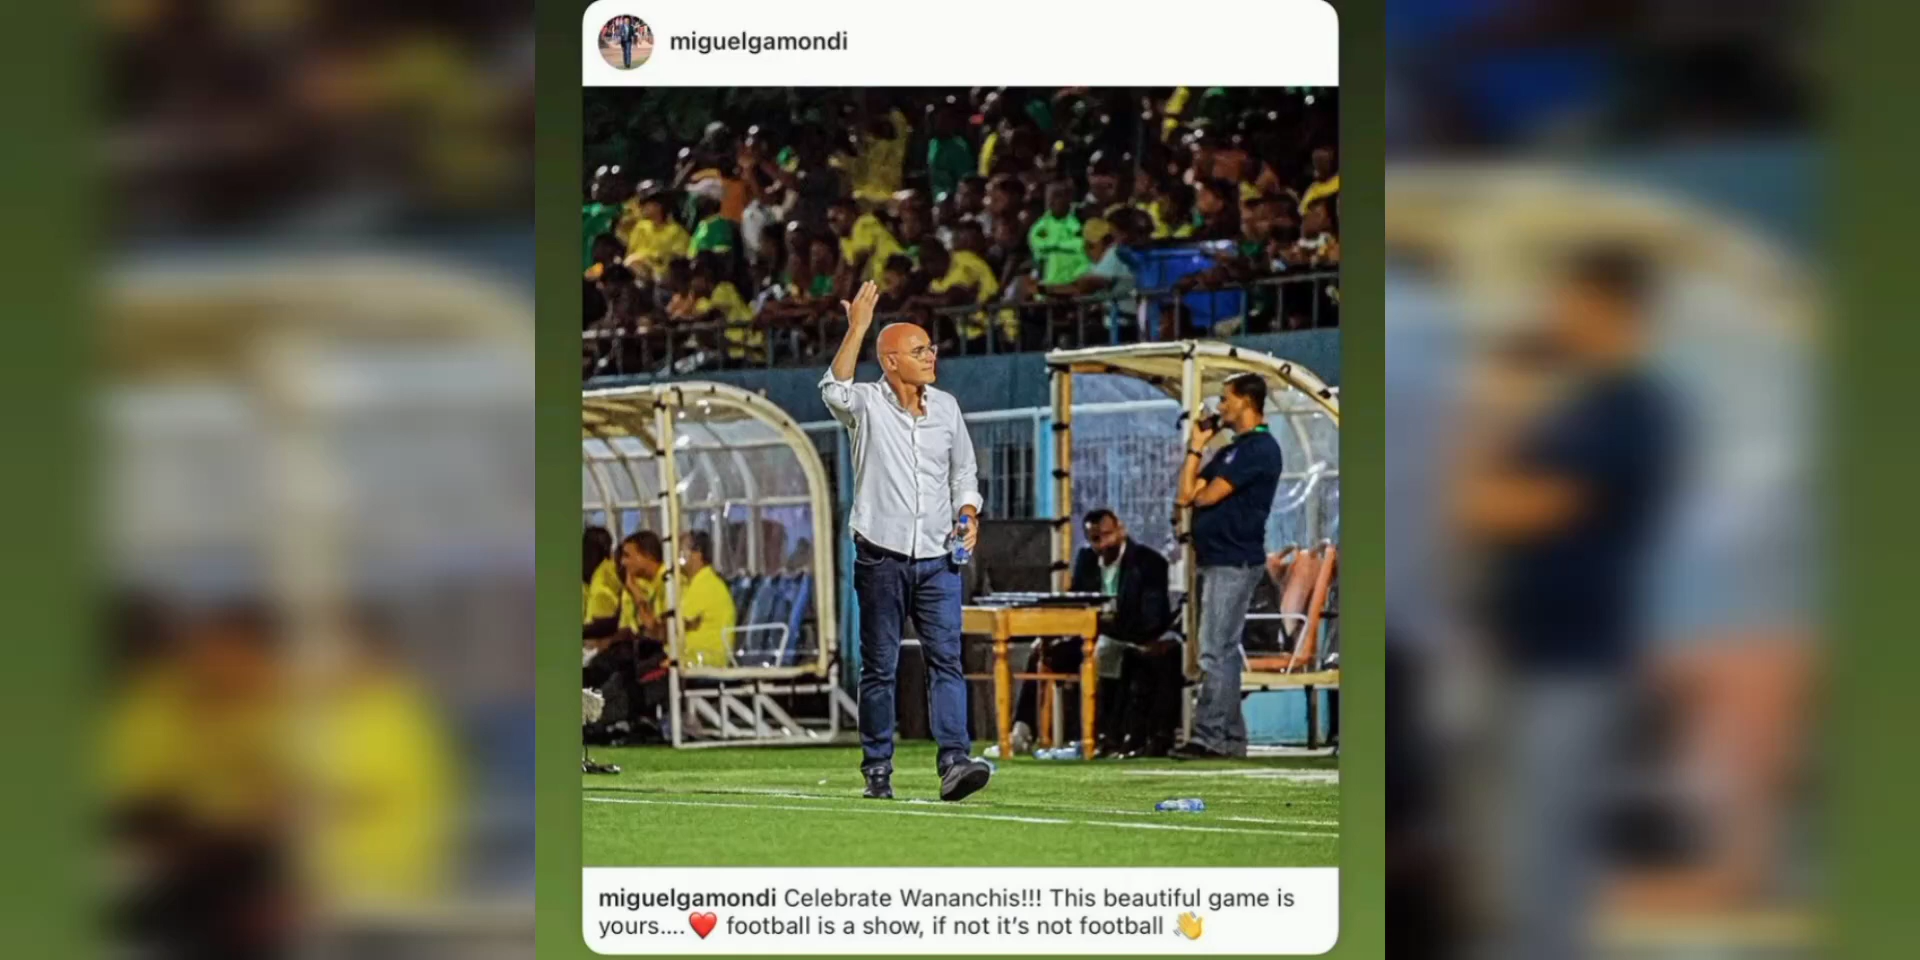 miguelgamondi
miguelgamondi Celebrate Wananchis!!! This beautiful game is
yours....❤️ football is a show, if not it’s not football 👋